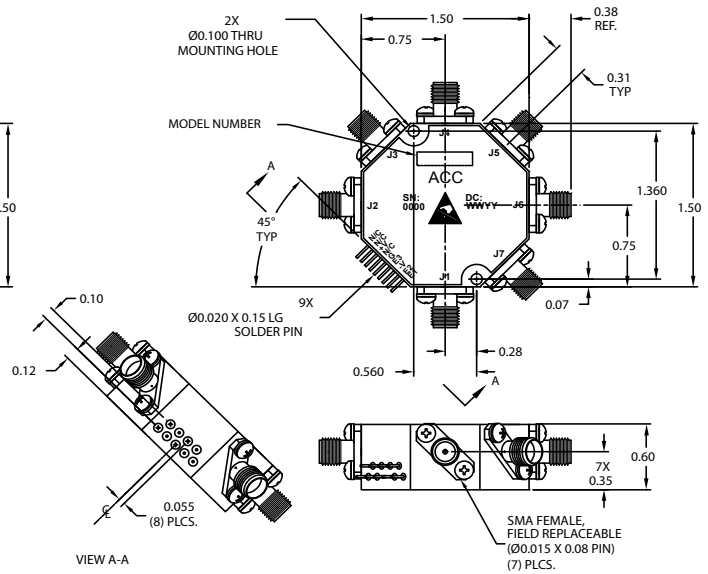 2X
Ø0.100 THRU
MOUNTING HOLE
1.50
0.75
0.38
REF.
0.31
TYP
MODEL NUMBER
J4
J3
J5
ACC
A
SN:
0000
DC:
WWYY
J2
J6
1.360
1.50
.50
45°
TYP
0.75
J7
J1
9X
Ø0.020 X 0.15 LG
SOLDER PIN
0.07
0.28
0.560
A
0.10
0.12
0.055
(8) PLCS.
VIEW A-A
0.60
7X
0.35
SMA FEMALE,
FIELD REPLACEABLE
(Ø0.015 X 0.08 PIN)
(7) PLCS.